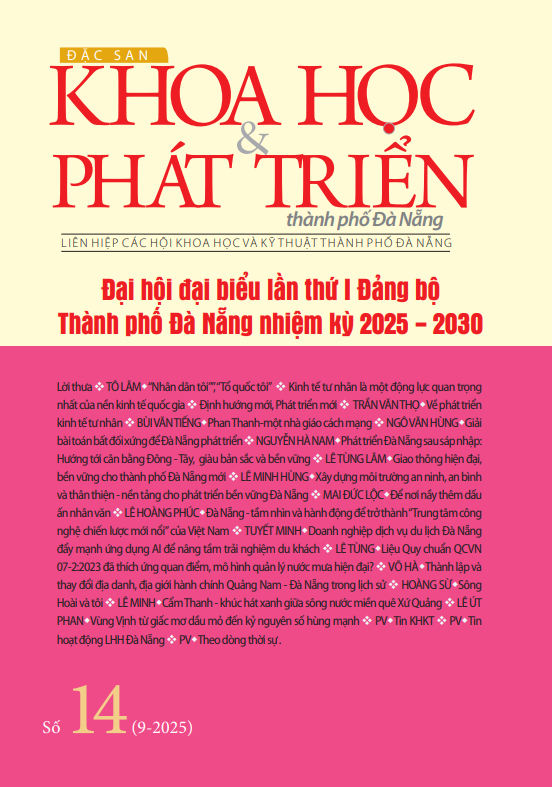 ĐẶC SAN
KHOA HỌC
&
PHÁT TRIỂN
thành phố Đà Nẵng
LIÊN HIỆP CÁC HỘI KHOA HỌC VÀ KỸ THUẬT THÀNH PHỐ ĐÀ NẴNG
Đại hội đại biểu lần thứ I Đảng bộ
Thành phố Đà Nẵng nhiệm kỳ 2025 – 2030
Lời thưa ❖ TÔ LÂM ◆ “Nhân dân tôi”, “Tổ quốc tôi” ❖ Kinh tế tư nhân là một động lực quan trọng
nhất của nền kinh tế quốc gia ❖ Định hướng mới, Phát triển mới ❖ TRẦN VĂN THỌ ◆ Về phát triển
kinh tế tư nhân ❖ BÙI VĂN TIẾNG ◆ Phan Thanh-một nhà giáo cách mạng ❖ NGÔ VĂN HÙNG ◆ Giải
bài toán bất đối xứng để Đà Nẵng phát triển ❖ NGUYỄN HÀ NAM ◆ Phát triển Đà Nẵng sau sáp nhập:
Hướng tới cân bằng Đông - Tây, giàu bản sắc và bền vững ❖ LÊ TÙNG LÂM ◆ Giao thông hiện đại,
bền vững cho thành phố Đà Nẵng mới ❖ LÊ MINH HÙNG ◆ Xây dựng môi trường an ninh, an bình
và thân thiện - nền tảng cho phát triển bền vững Đà Nẵng ❖ MAI ĐỨC LỘC ◆ Để nơi nầy thêm dấu
ấn nhân văn ❖ LÊ HOÀNG PHÚC ◆ Đà Nẵng - tầm nhìn và hành động để trở thành “Trung tâm công
nghệ chiến lược mới nổi” của Việt Nam ❖ TUYẾT MINH ◆ Doanh nghiệp dịch vụ du lịch Đà Nẵng
đẩy mạnh ứng dụng AI để nâng tầm trải nghiệm du khách ❖ LÊ TÙNG ◆ Liệu Quy chuẩn QCVN
07-2:2023 đã thích ứng quan điểm, mô hình quản lý nước mưa hiện đại? ❖ VÕ HÀ ◆ Thành lập và
thay đổi địa danh, địa giới hành chính Quảng Nam - Đà Nẵng trong lịch sử ❖ HOÀNG SỪ ◆ Sông
Hoài và tôi ❖ LÊ MINH ◆ Cẩm Thanh - khúc hát xanh giữa sông nước miền quê Xứ Quảng ❖ LÊ ÚT
PHAN ◆ Vùng Vịnh từ giấc mơ dầu mỏ đến kỷ nguyên số hùng mạnh ❖ PV ◆ Tin KHKT ❖ PV ◆ Tin
hoạt động LHH Đà Nẵng ❖ PV ◆ Theo dòng thời sự .
Số 14 (9-2025)